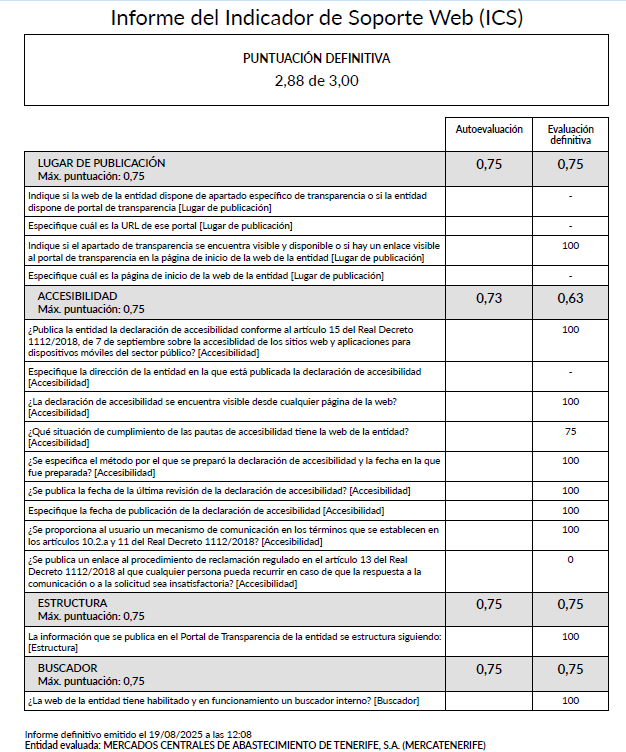 Informe del Indicador de Soporte Web (ICS)
PUNTUACIÓN DEFINITIVA
2,88 de 3,00
Autoevaluación
Evaluación
definitiva
LUGAR DE PUBLICACIÓN
Máx. puntuación: 0,75
0,75
0,75
Indique si la web de la entidad dispone de apartado específico de transparencia o si la entidad
dispone de portal de transparencia [Lugar de publicación]
-
Especifique cuál es la URL de ese portal [Lugar de publicación]
-
Indique si el apartado de transparencia se encuentra visible y disponible o si hay un enlace visible
al portal de transparencia en la página de inicio de la web de la entidad [Lugar de publicación]
100
Especifique cuál es la página de inicio de la web de la entidad [Lugar de publicación]
-
ACCESIBILIDAD
Máx. puntuación: 0,75
0,73
0,63
¿Publica la entidad la declaración de accesibilidad conforme al artículo 15 del Real Decreto
1112/2018, de 7 de septiembre sobre la accesiblidad de los sitios web y aplicaciones para
dispositivos móviles del sector público? [Accesibilidad]
100
Especifique la dirección de la entidad en la que está publicada la declaración de accesibilidad
[Accesibilidad]
-
¿La declaración de accesibilidad se encuentra visible desde cualquier página de la web?
[Accesibilidad]
100
¿Qué situación de cumplimiento de las pautas de accesibilidad tiene la web de la entidad?
[Accesibilidad]
75
¿Se especifica el método por el que se preparó la declaración de accesibilidad y la fecha en la que
fue preparada? [Accesibilidad]
100
¿Se publica la fecha de la última revisión de la declaración de accesibilidad? [Accesibilidad]
100
Especifique la fecha de publicación de la declaración de accesibilidad [Accesibilidad]
100
¿Se proporciona al usuario un mecanismo de comunicación en los términos que se establecen en
los artículos 10.2.a y 11 del Real Decreto 1112/2018? [Accesibilidad]
100
¿Se publica un enlace al procedimiento de reclamación regulado en el artículo 13 del Real
Decreto 1112/2018 al que cualquier persona pueda recurrir en caso de que la respuesta a la
comunicación o a la solicitud sea insatisfactoria? [Accesibilidad]
0
ESTRUCTURA
Máx. puntuación: 0,75
0,75
0,75
La información que se publica en el Portal de Transparencia de la entidad se estructura siguiendo:
[Estructura]
100
BUSCADOR
Máx. puntuación: 0,75
0,75
0,75
¿La web de la entidad tiene habilitado y en funcionamiento un buscador interno? [Buscador]
100
Informe definitivo emitido el 19/08/2025 a las 12:08
Entidad evaluada: MERCADOS CENTRALES DE ABASTECIMIENTO DE TENERIFE, S.A. (MERCATENERIFE)